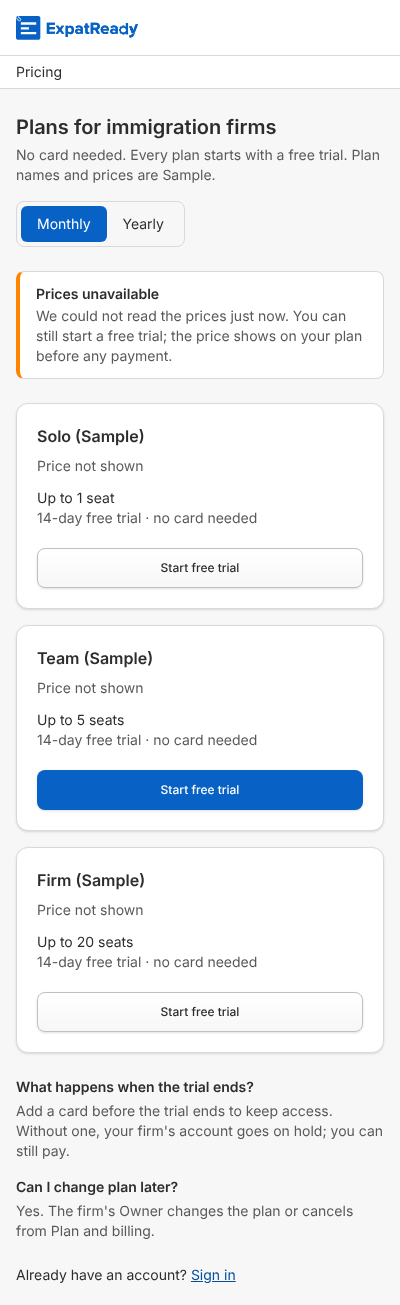 ExpatReady
Pricing
Plans for immigration firms
No card needed. Every plan starts with a free trial. Plan
names and prices are Sample.
Monthly Yearly
Prices unavailable
We could not read the prices just now. You can
still start a free trial; the price shows on your plan
before any payment.
Solo (Sample)
Price not shown
Up to 1 seat
14-day free trial · no card needed
Start free trial
Team (Sample)
Price not shown
Up to 5 seats
14-day free trial · no card needed
Start free trial
Firm (Sample)
Price not shown
Up to 20 seats
14-day free trial · no card needed
Start free trial
What happens when the trial ends?
Add a card before the trial ends to keep access.
Without one, your firm's account goes on hold; you can
still pay.
Can I change plan later?
Yes. The firm's Owner changes the plan or cancels
from Plan and billing.
Already have an account? Sign in